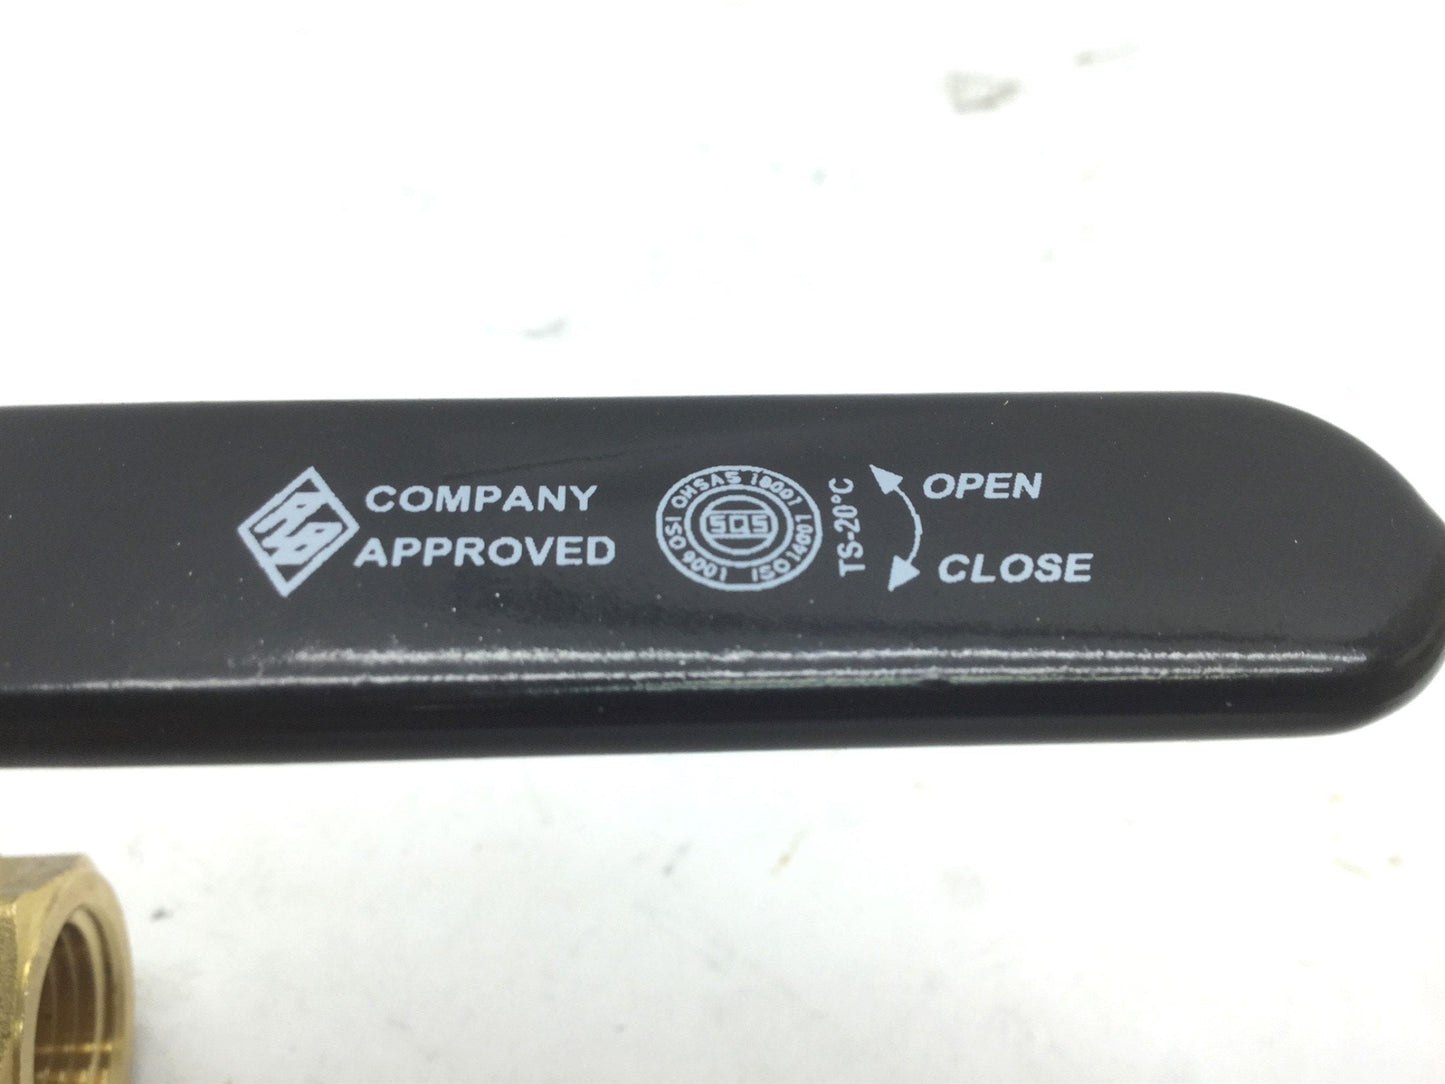 COMPANY
APPROVED
OHSAS 18001
ISO 9001
ISO 14001
SQS
TS-20°C
OPEN
CLOSE